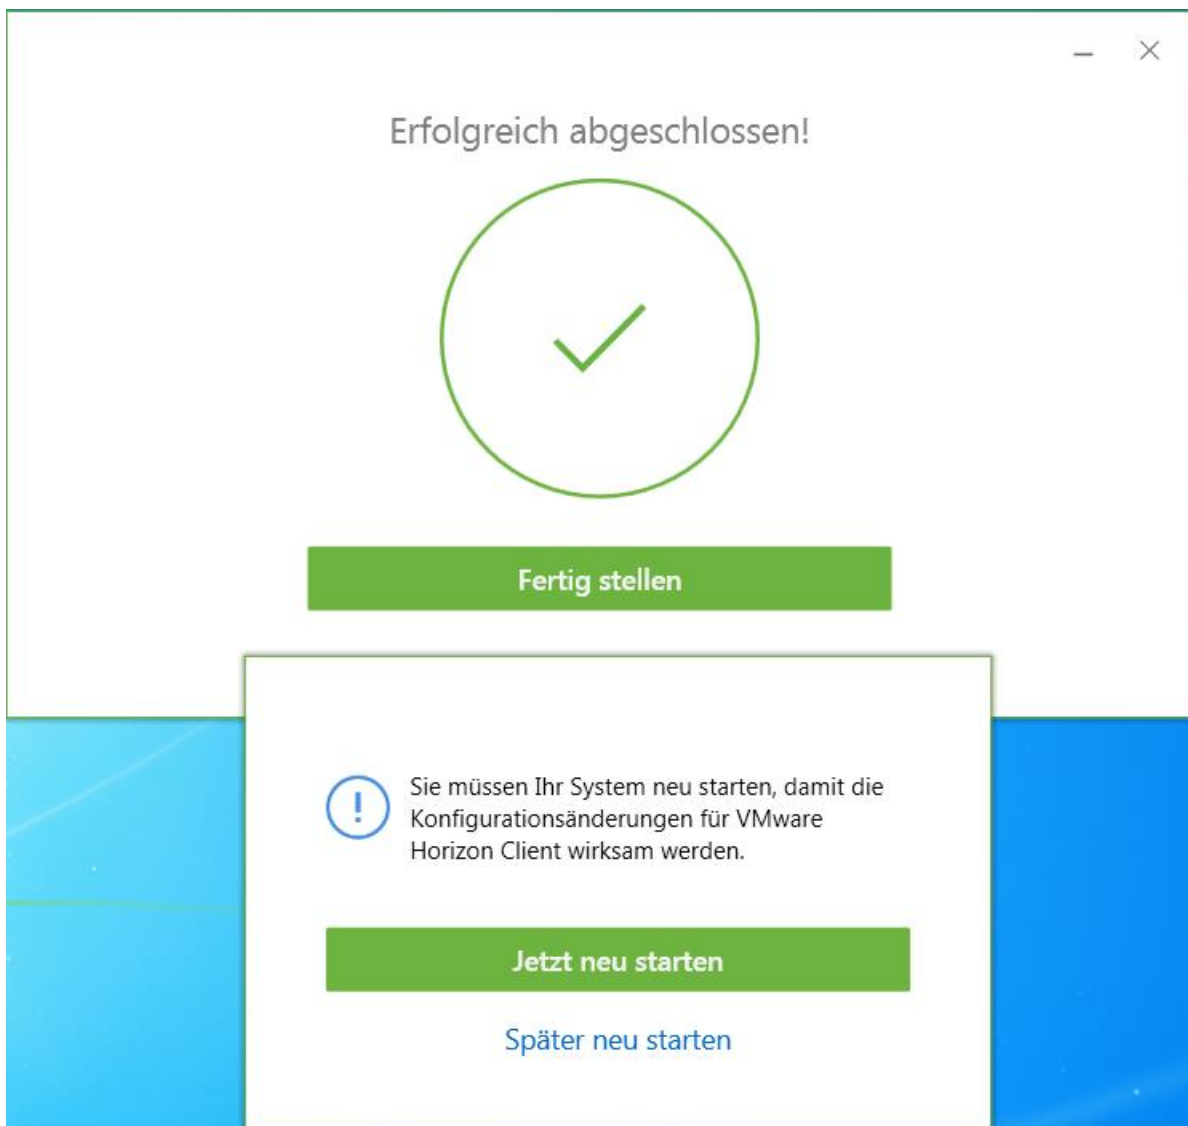 Erfolgreich abgeschlossen!
Fertig stellen
Sie müssen Ihr System neu starten, damit die
Konfigurationsänderungen für VMware
Horizon Client wirksam werden.
Jetzt neu starten
Später neu starten